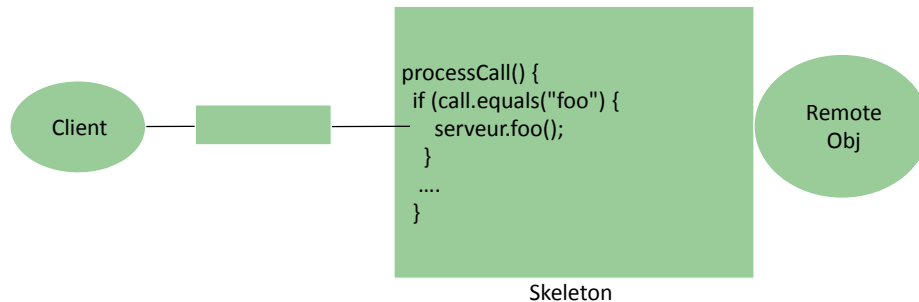 Client
processCall() {
if (call.equals("foo") {
serveur.foo();
}
....
}
Remote
Obj
Skeleton